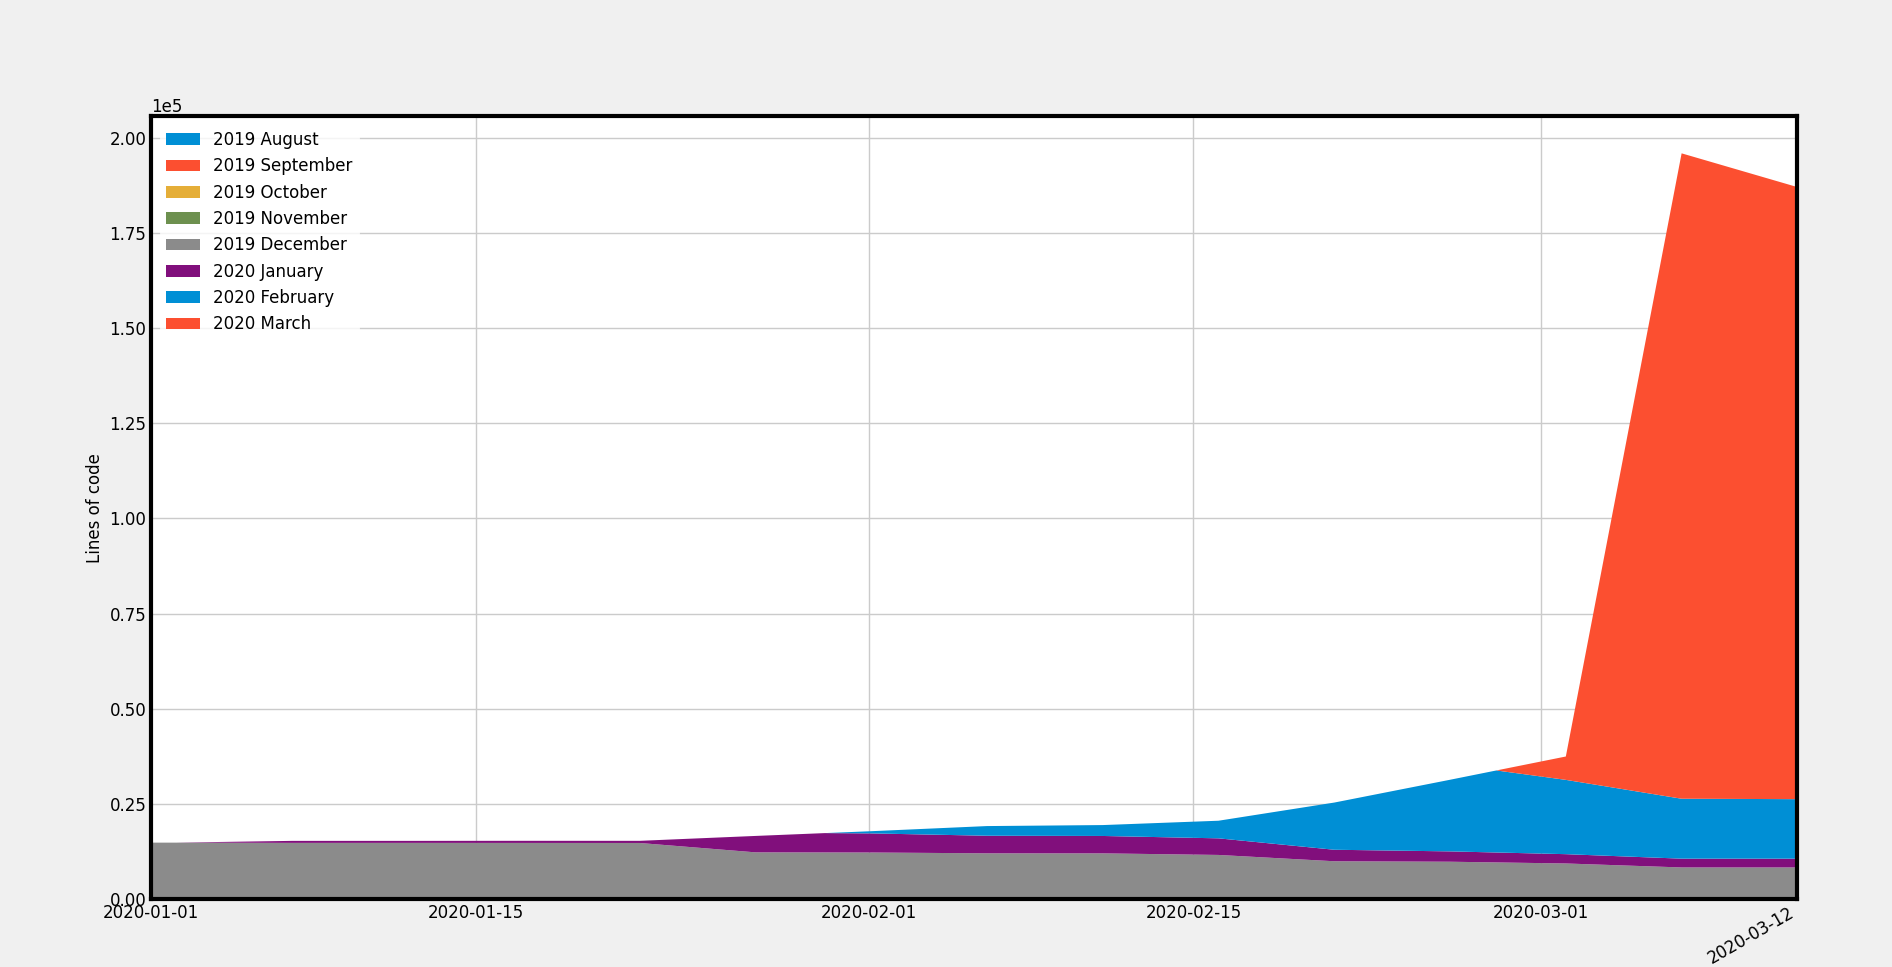 1e5
2.00
1.75
1.50
1.25
1.00
0.75
0.50
0.25
0.00
Lines of code
2019 August
2019 September
2019 October
2019 November
2019 December
2020 January
2020 February
2020 March
2020-01-01
2020-01-15
2020-02-01
2020-02-15
2020-03-01
2020-03-12